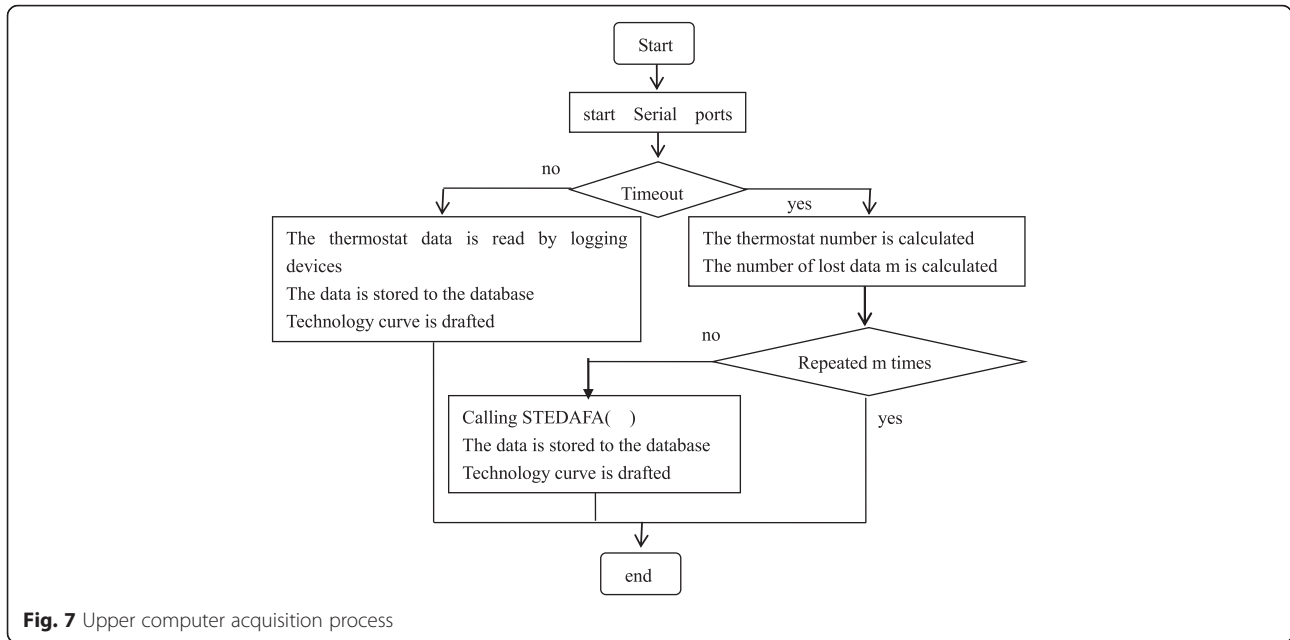 Start
start Serial ports
Timeout
no
yes
The thermostat data is read by logging
devices
The data is stored to the database
Technology curve is drafted
The thermostat number is calculated
The number of lost data m is calculated
Repeated m times
no
yes
Calling STEDAFA( )
The data is stored to the database
Technology curve is drafted
end
Fig. 7 Upper computer acquisition process